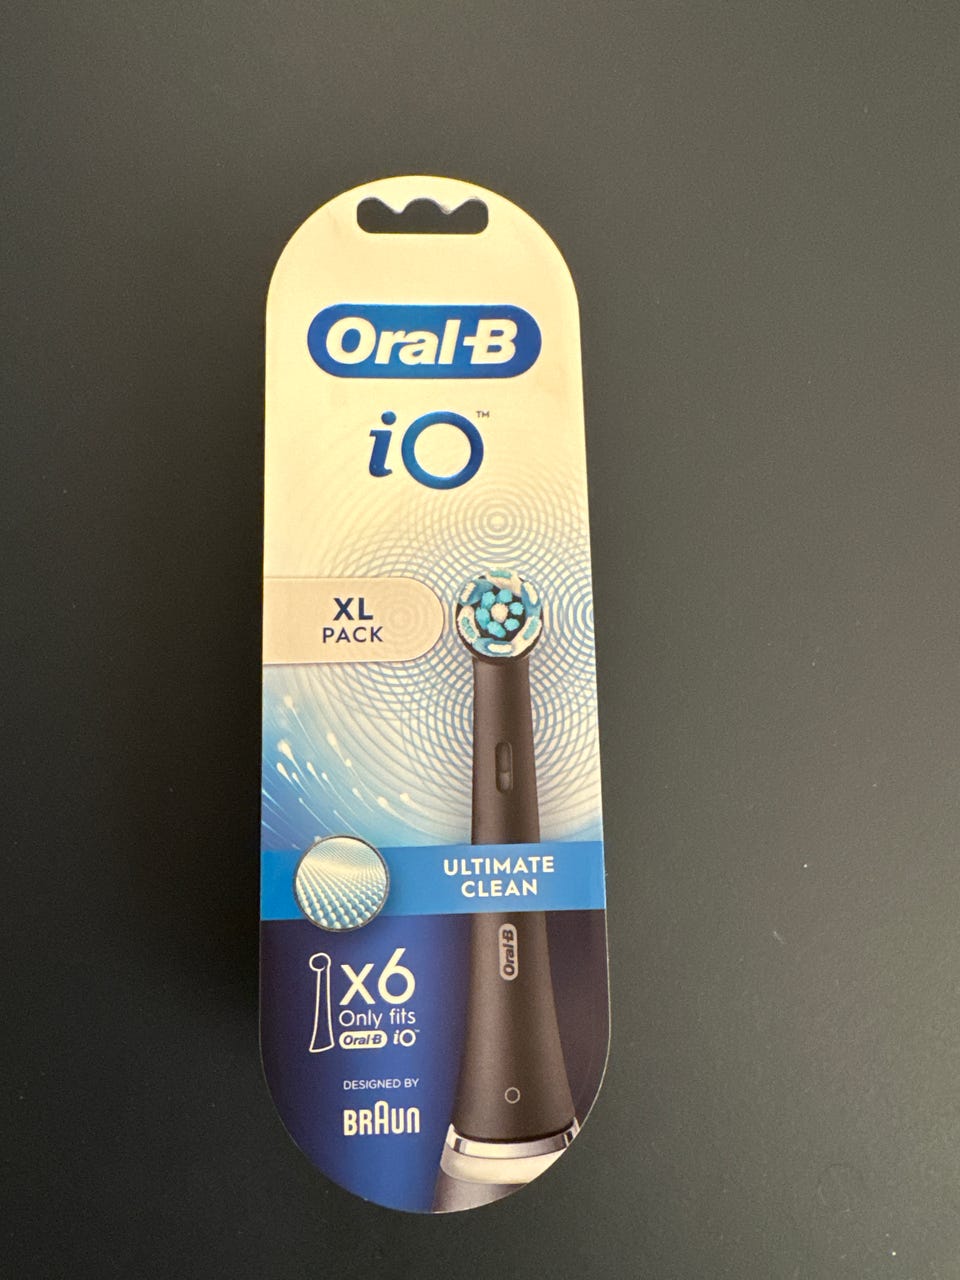 Oral-B
iO™
XL
PACK
ULTIMATE
CLEAN
Oral-B
x6
Only fits
Oral-B iO™
DESIGNED BY
BRAUN